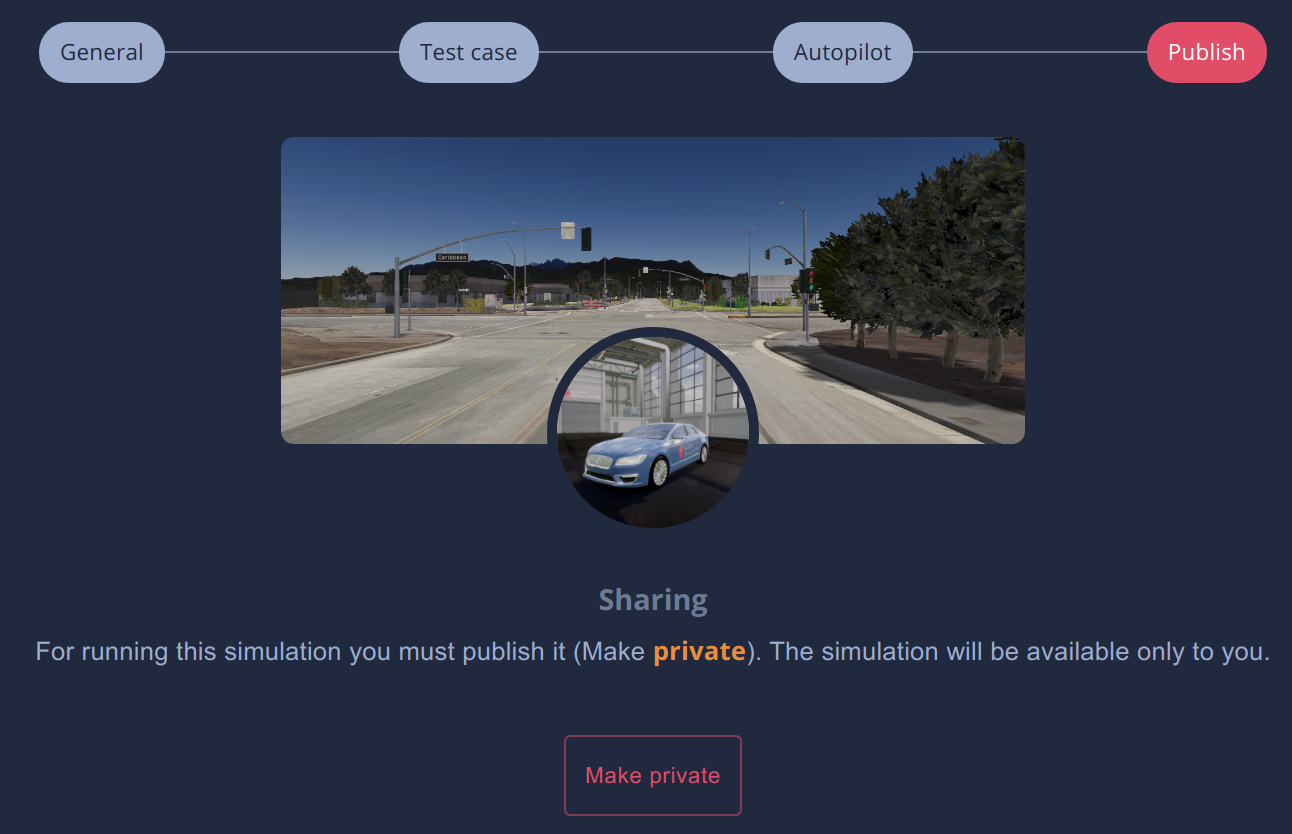 General
Test case
Autopilot
Publish
Caribbean
Sharing
For running this simulation you must publish it (Make private). The simulation will be available only to you.
Make private